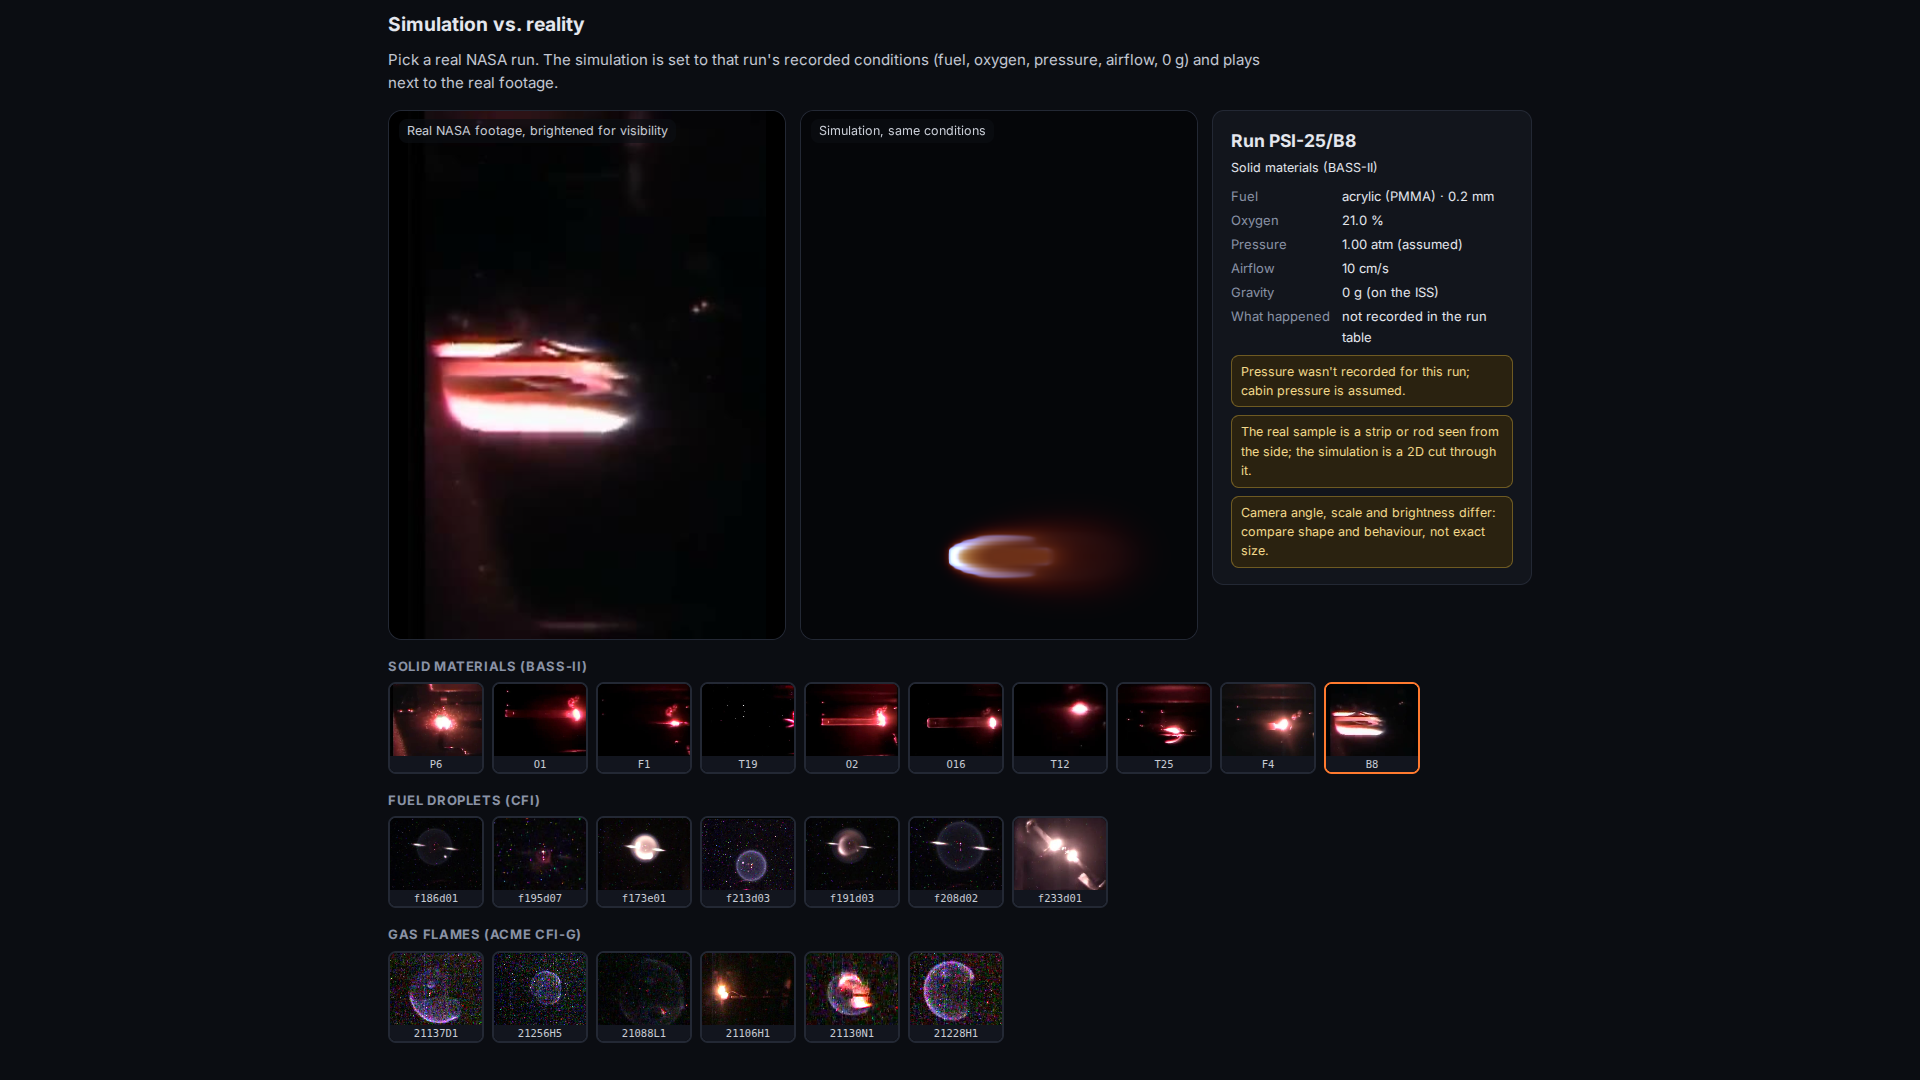 Simulation vs. reality
Pick a real NASA run. The simulation is set to that run's recorded conditions (fuel, oxygen, pressure, airflow, 0 g) and plays
next to the real footage.
Real NASA footage, brightened for visibility
Simulation, same conditions
Run PSI-25/B8
Solid materials (BASS-II)
Fuel acrylic (PMMA) · 0.2 mm
Oxygen 21.0 %
Pressure 1.00 atm (assumed)
Airflow 10 cm/s
Gravity 0 g (on the ISS)
What happened not recorded in the run
table
Pressure wasn't recorded for this run;
cabin pressure is assumed.
The real sample is a strip or rod seen from
the side; the simulation is a 2D cut through
it.
Camera angle, scale and brightness differ:
compare shape and behaviour, not exact
size.
SOLID MATERIALS (BASS-II)
P6 O1 F1 T19 O2 O16 T12 T25 F4 B8
FUEL DROPLETS (CFI)
f186d01 f195d07 f173e01 f213d03 f191d03 f208d02 f233d01
GAS FLAMES (ACME CFI-G)
21137D1 21256H5 21088L1 21106H1 21130N1 21228H1